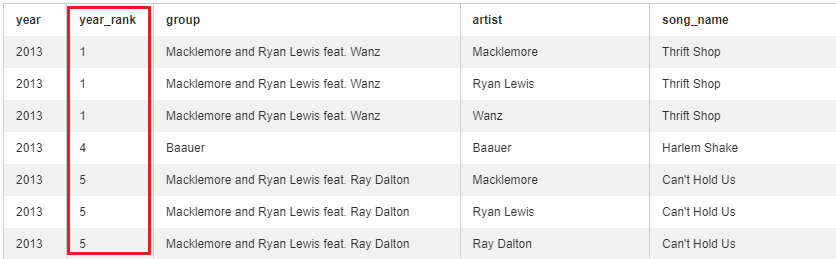 year year_rank group artist song_name
2013 1 Macklemore and Ryan Lewis feat. Wanz Macklemore Thrift Shop
2013 1 Macklemore and Ryan Lewis feat. Wanz Ryan Lewis Thrift Shop
2013 1 Macklemore and Ryan Lewis feat. Wanz Wanz Thrift Shop
2013 4 Baauer Baauer Harlem Shake
2013 5 Macklemore and Ryan Lewis feat. Ray Dalton Macklemore Can't Hold Us
2013 5 Macklemore and Ryan Lewis feat. Ray Dalton Ryan Lewis Can't Hold Us
2013 5 Macklemore and Ryan Lewis feat. Ray Dalton Ray Dalton Can't Hold Us